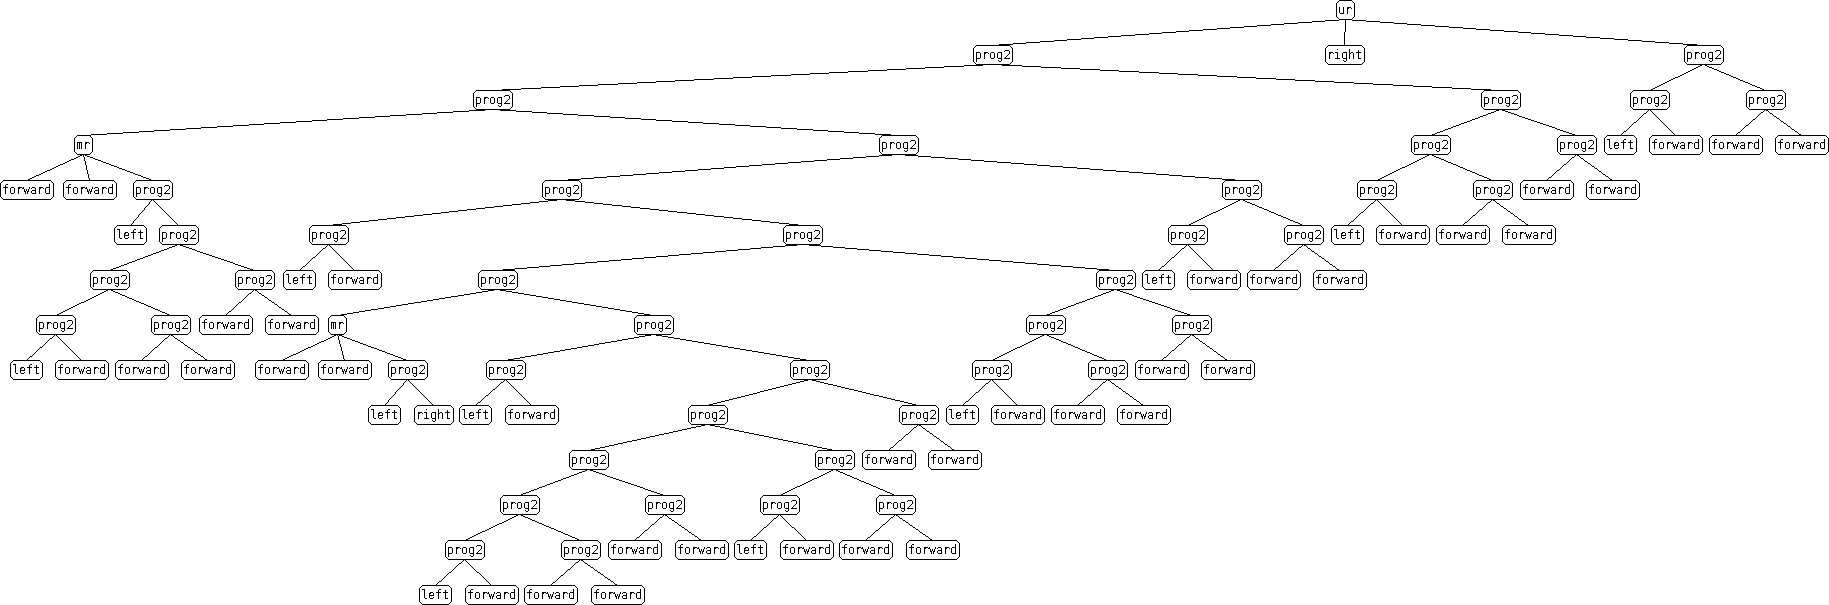 ur
prog2 right prog2
prog2 prog2 prog2 prog2
mr prog2 prog2 prog2 left forward forward forward
forward forward prog2 prog2 prog2 prog2 prog2 forward forward
left prog2 prog2 prog2 prog2 prog2 left forward forward forward
prog2 prog2 left forward prog2 prog2 left forward forward forward
prog2 prog2 forward forward mr prog2 prog2 prog2
left forward forward forward forward forward prog2 prog2 prog2 prog2 prog2 forward forward
left right left forward prog2 prog2 left forward forward forward
prog2 prog2 forward forward
prog2 prog2 prog2 prog2
prog2 prog2 forward forward left forward forward forward
left forward forward forward